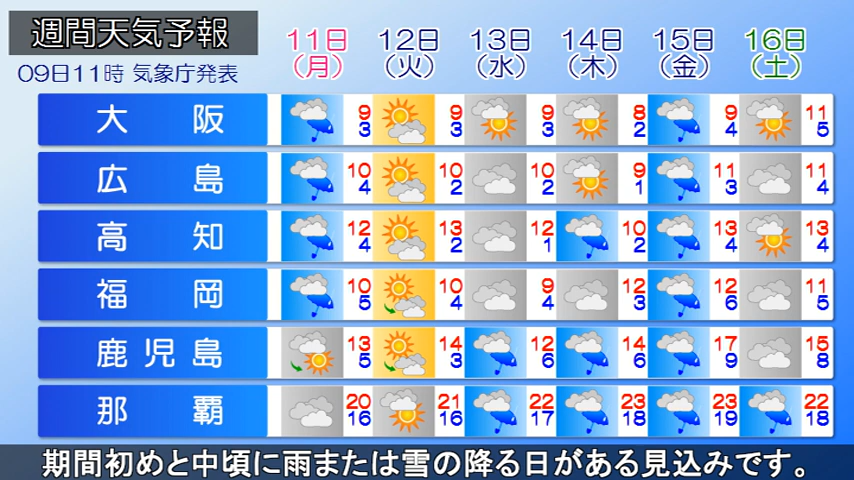 週間天気予報
09日11時 気象庁発表
11日 12日 13日 14日 15日 16日
(月) (火) (水) (木) (金) (土)
大阪 9 3 9 3 9 3 8 2 9 4 11 5
広島 10 4 10 2 10 2 9 1 11 3 11 4
高知 12 4 13 2 12 1 10 2 13 4 13 4
福岡 10 5 10 4 9 4 12 3 12 6 11 5
鹿児島 13 5 14 3 12 6 14 6 17 9 15 8
那覇 20 16 21 16 22 17 23 18 23 19 22 18
期間初めと中頃に雨または雪の降る日がある見込みです。